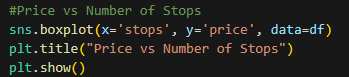 #Price vs Number of Stops
sns.boxplot(x='stops', y='price', data=df)
plt.title("Price vs Number of Stops")
plt.show()